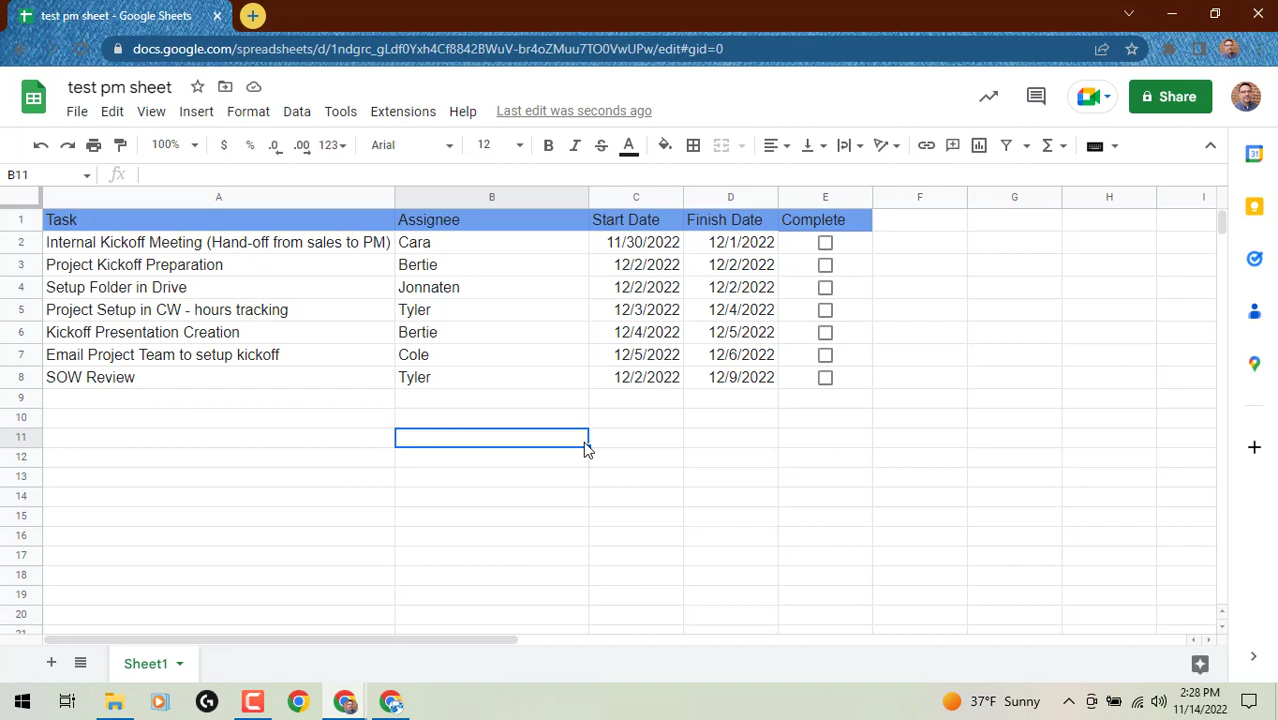 test pm sheet - Google Sheets
docs.google.com/spreadsheets/d/1ndgrc_gLdf0Yxh4Cf8842BWuV-br4oZMuu7TO0VwUPw/edit#gid=0
test pm sheet
File Edit View Insert Format Data Tools Extensions Help Last edit was seconds ago
Share
100% $ % .0 .00 123 Arial 12 B I S A
B11 fx
A B C D E F G H I
1 Task Assignee Start Date Finish Date Complete
2 Internal Kickoff Meeting (Hand-off from sales to PM) Cara 11/30/2022 12/1/2022
3 Project Kickoff Preparation Bertie 12/2/2022 12/2/2022
4 Setup Folder in Drive Jonnaten 12/2/2022 12/2/2022
5 Project Setup in CW - hours tracking Tyler 12/3/2022 12/4/2022
6 Kickoff Presentation Creation Bertie 12/4/2022 12/5/2022
7 Email Project Team to setup kickoff Cole 12/5/2022 12/6/2022
8 SOW Review Tyler 12/2/2022 12/9/2022
9
10
11
12
13
14
15
16
17
18
19
20
21
Sheet1
37°F Sunny
2:28 PM
11/14/2022